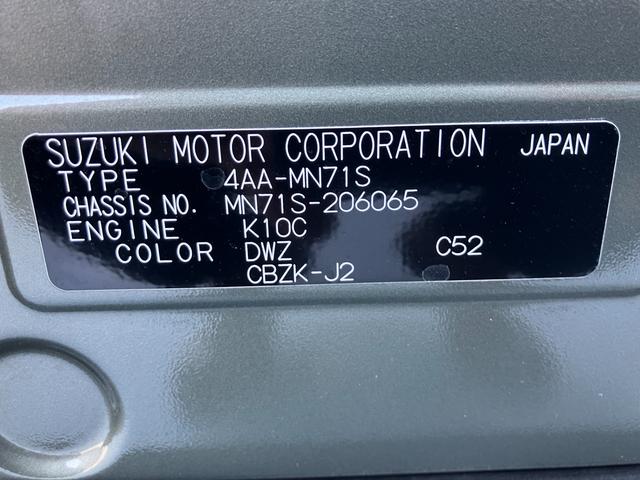 SUZUKI MOTOR CORPORATION JAPAN
TYPE 4AA-MN71S
CHASSIS NO. MN71S-206065
ENGINE K10C
COLOR DWZ C52
CBZK-J2